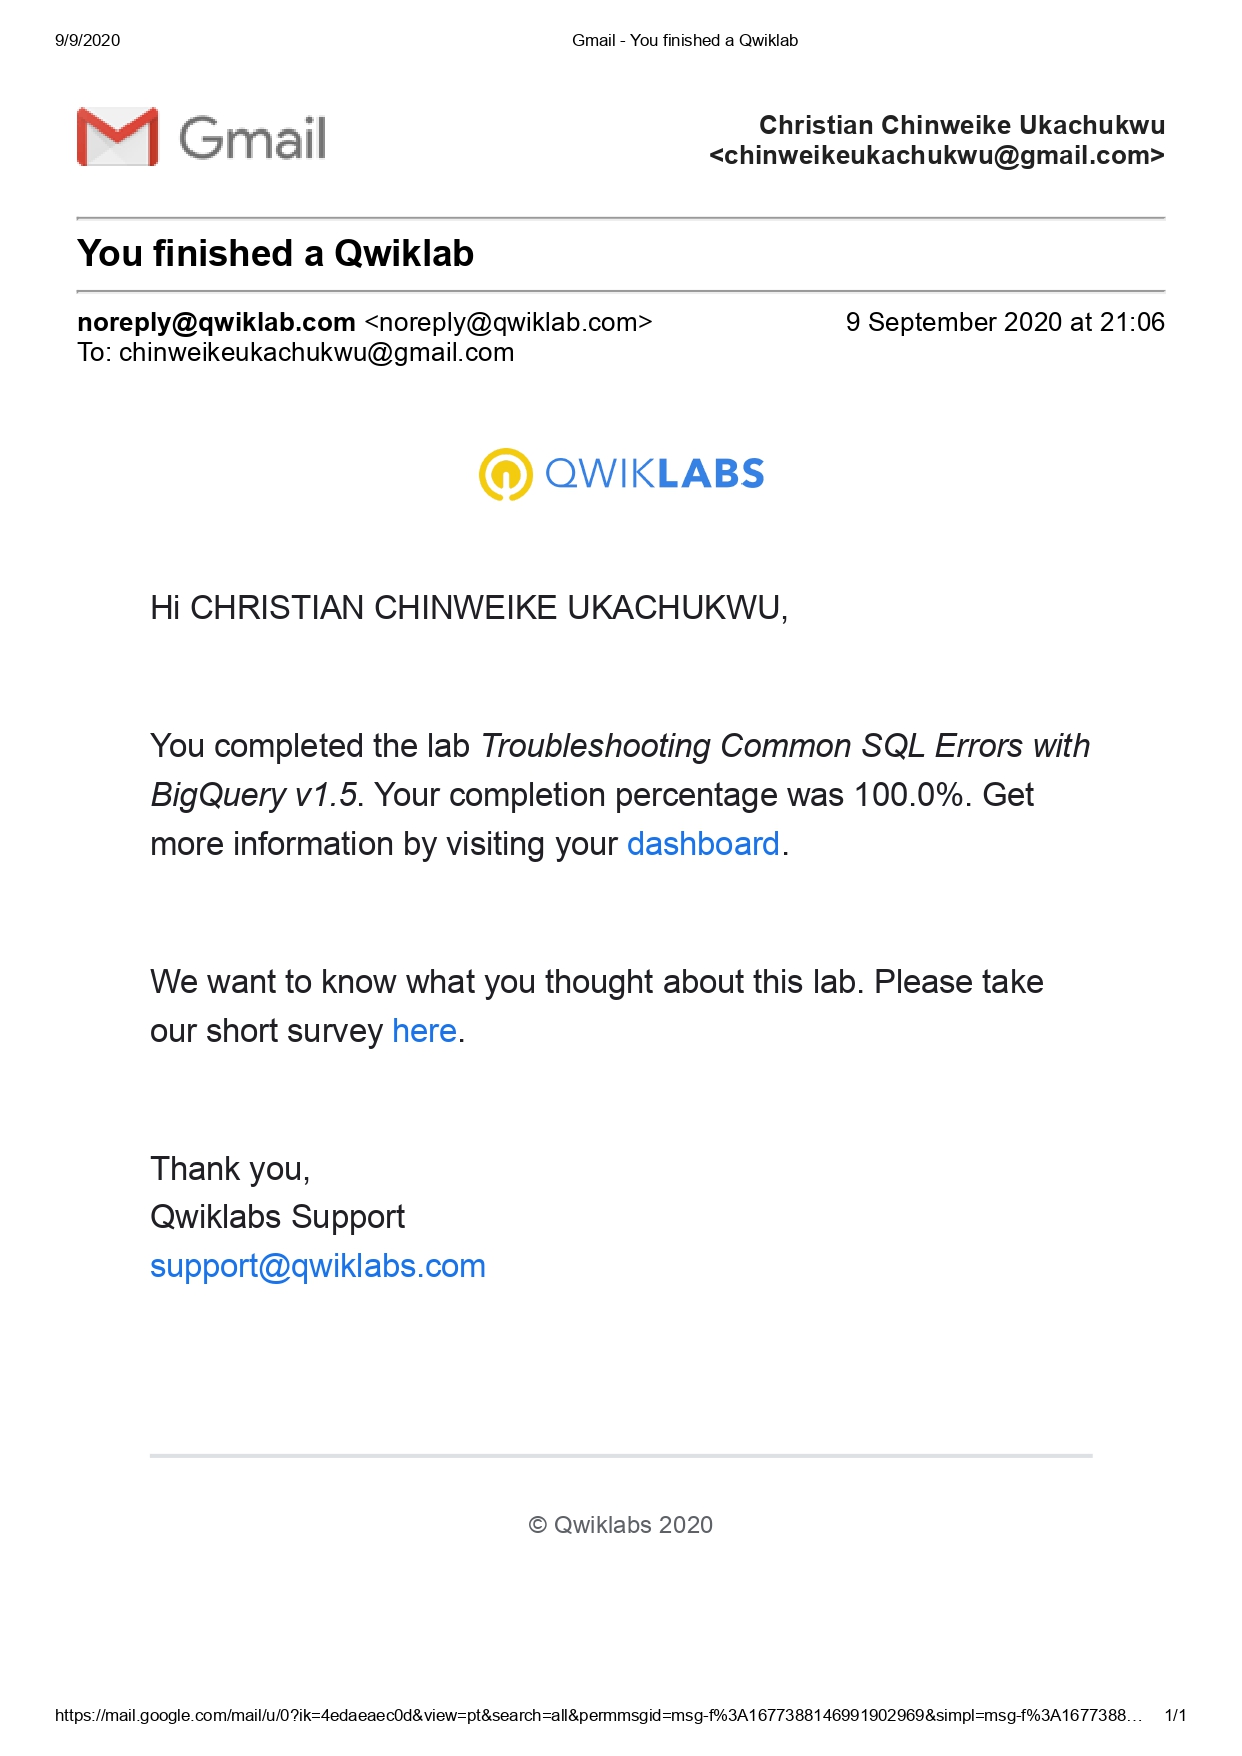 9/9/2020 Gmail - You finished a Qwiklab
Gmail
Christian Chinweike Ukachukwu
<chinweikeukachukwu@gmail.com>
You finished a Qwiklab
noreply@qwiklab.com <noreply@qwiklab.com> 9 September 2020 at 21:06
To: chinweikeukachukwu@gmail.com
QWIKLABS
Hi CHRISTIAN CHINWEIKE UKACHUKWU,
You completed the lab Troubleshooting Common SQL Errors with
BigQuery v1.5. Your completion percentage was 100.0%. Get
more information by visiting your dashboard.
We want to know what you thought about this lab. Please take
our short survey here.
Thank you,
Qwiklabs Support
support@qwiklabs.com
© Qwiklabs 2020
https://mail.google.com/mail/u/0?ik=4edaeaec0d&view=pt&search=all&permmsgid=msg-f%3A1677388146991902969&simpl=msg-f%3A1677388… 1/1